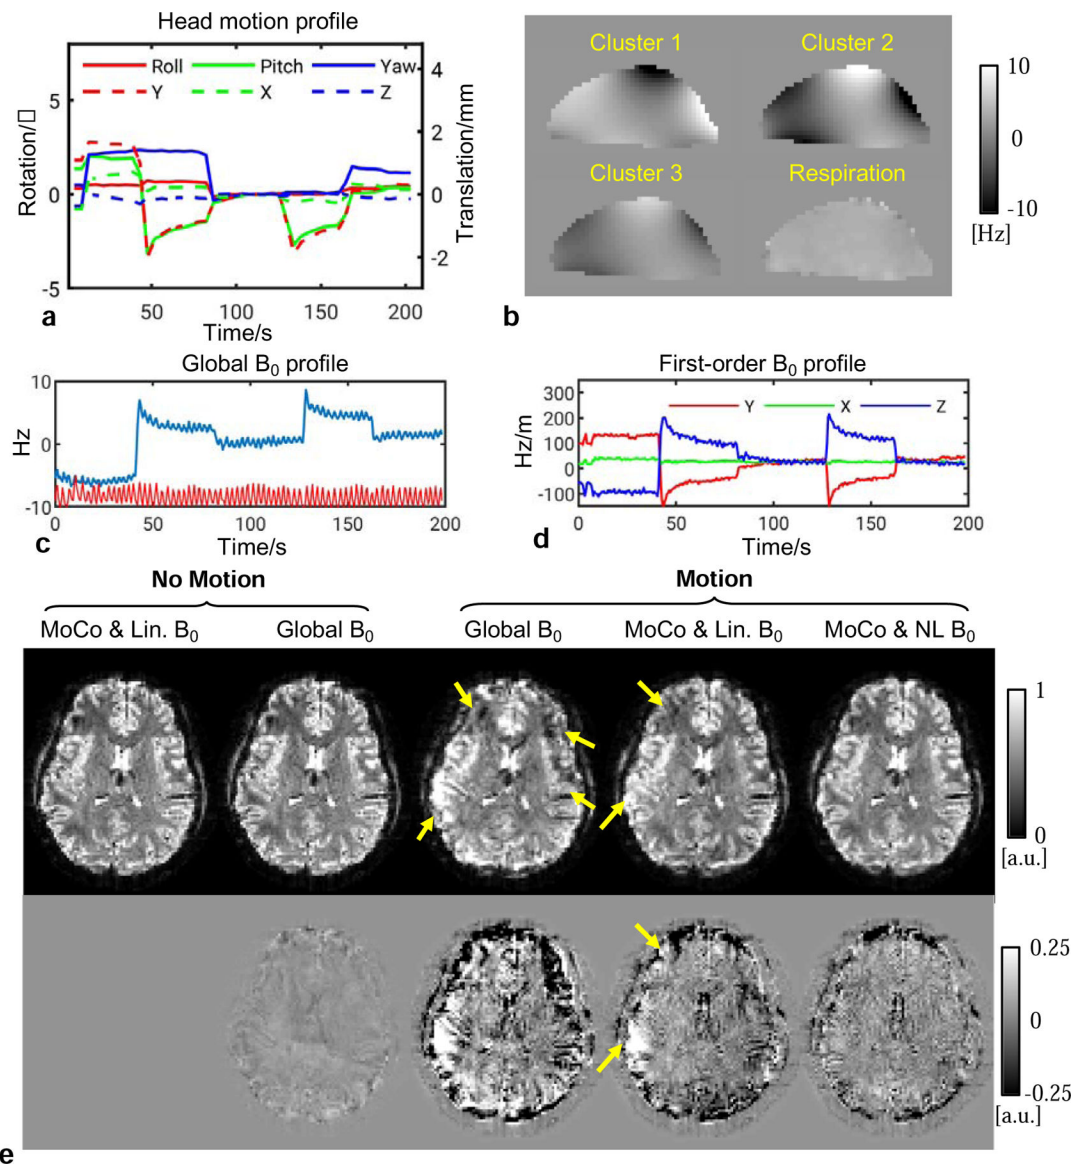 Head motion profile
Roll Pitch Yaw
Y X Z
5
0
-5
Rotation/□
4
2
0
-2
Translation/mm
50 100 150 200
Time/s
a
Cluster 1 Cluster 2
Cluster 3 Respiration
10
0
-10
[Hz]
b
Global B0 profile
10
0
-10
Hz
0 50 100 150 200
Time/s
c
First-order B0 profile
Y X Z
300
200
100
0
-100
Hz/m
0 50 100 150 200
Time/s
d
No Motion Motion
MoCo & Lin. B0 Global B0 Global B0 MoCo & Lin. B0 MoCo & NL B0
1
0
[a.u.]
0.25
0
-0.25
[a.u.]
e